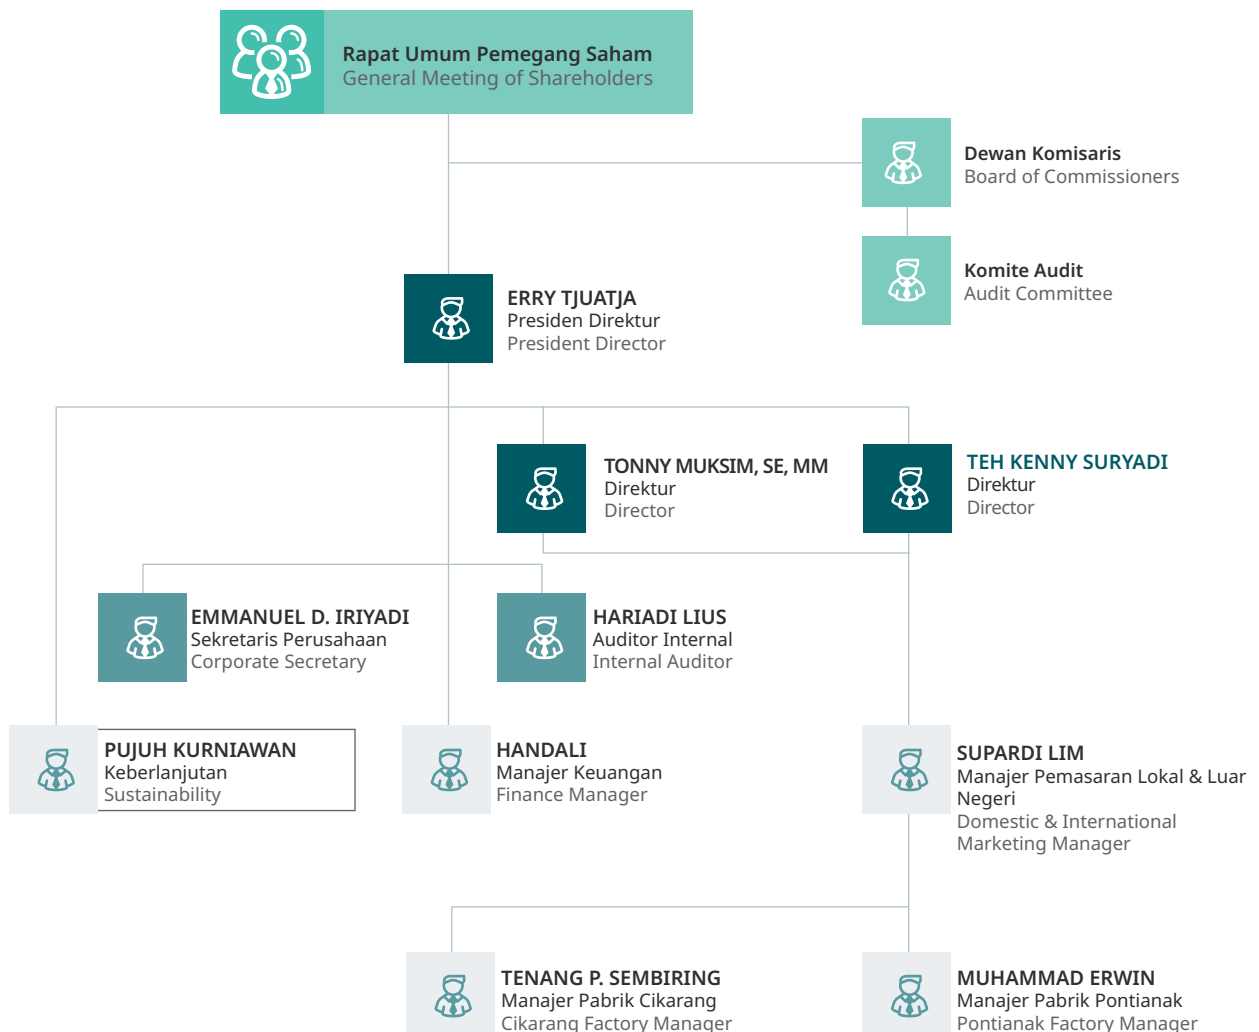 Rapat Umum Pemegang Saham
General Meeting of Shareholders
Dewan Komisaris
Board of Commissioners
Komite Audit
Audit Committee
ERRY TJUATJA
Presiden Direktur
President Director
TONNY MUKSIM, SE, MM
Direktur
Director
TEH KENNY SURYADI
Direktur
Director
EMMANUEL D. IRIYADI
Sekretaris Perusahaan
Corporate Secretary
HARIADI LIUS
Auditor Internal
Internal Auditor
PUJUH KURNIAWAN
Keberlanjutan
Sustainability
HANDALI
Manajer Keuangan
Finance Manager
SUPARDI LIM
Manajer Pemasaran Lokal & Luar
Negeri
Domestic & International
Marketing Manager
TENANG P. SEMBIRING
Manajer Pabrik Cikarang
Cikarang Factory Manager
MUHAMMAD ERWIN
Manajer Pabrik Pontianak
Pontianak Factory Manager